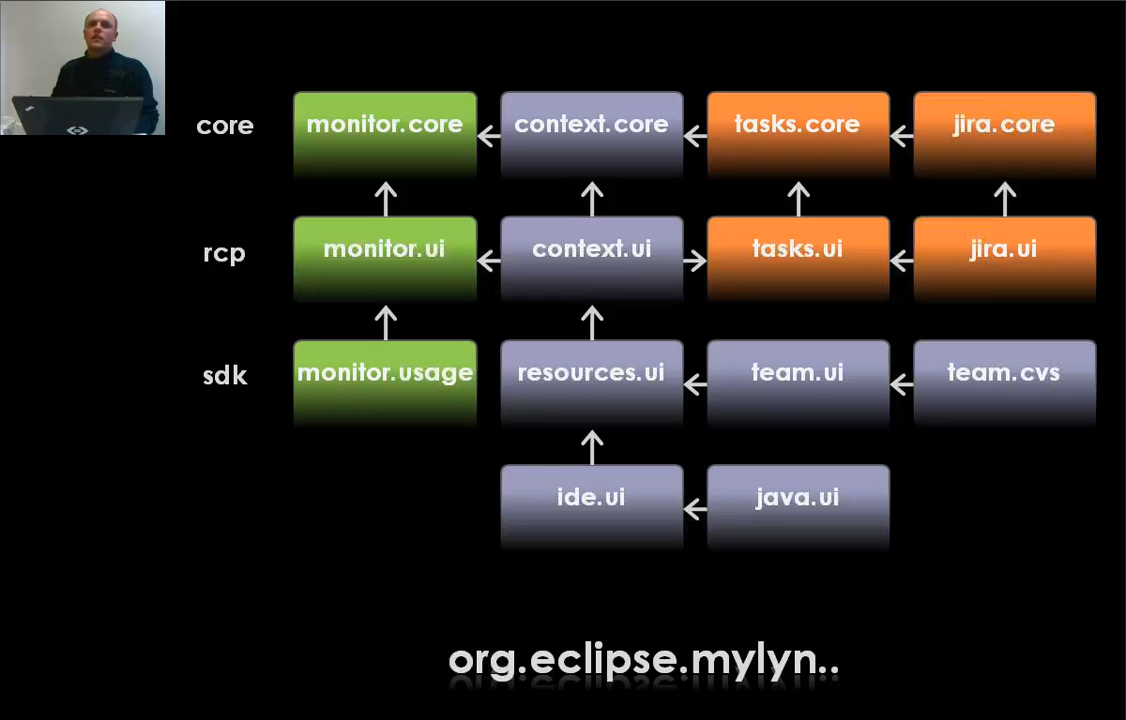 core monitor.core context.core tasks.core jira.core
rcp monitor.ui context.ui tasks.ui jira.ui
sdk monitor.usage resources.ui team.ui team.cvs
ide.ui java.ui
org.eclipse.mylyn..